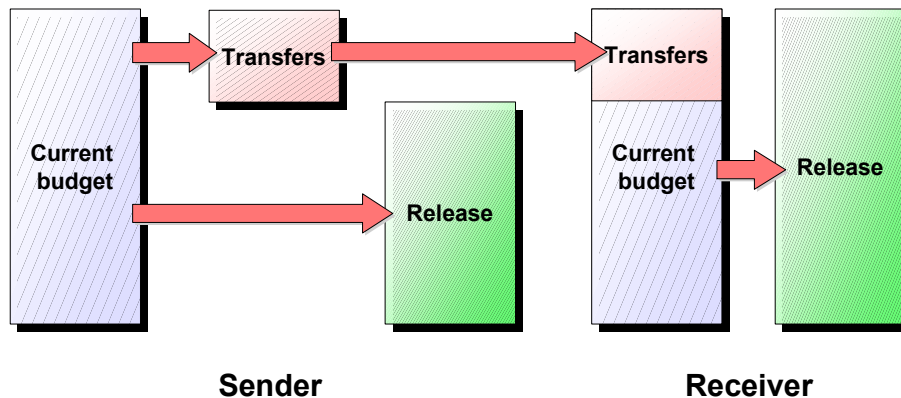 Transfers
Transfers
Current
budget
Release
Current
budget
Release
Sender
Receiver